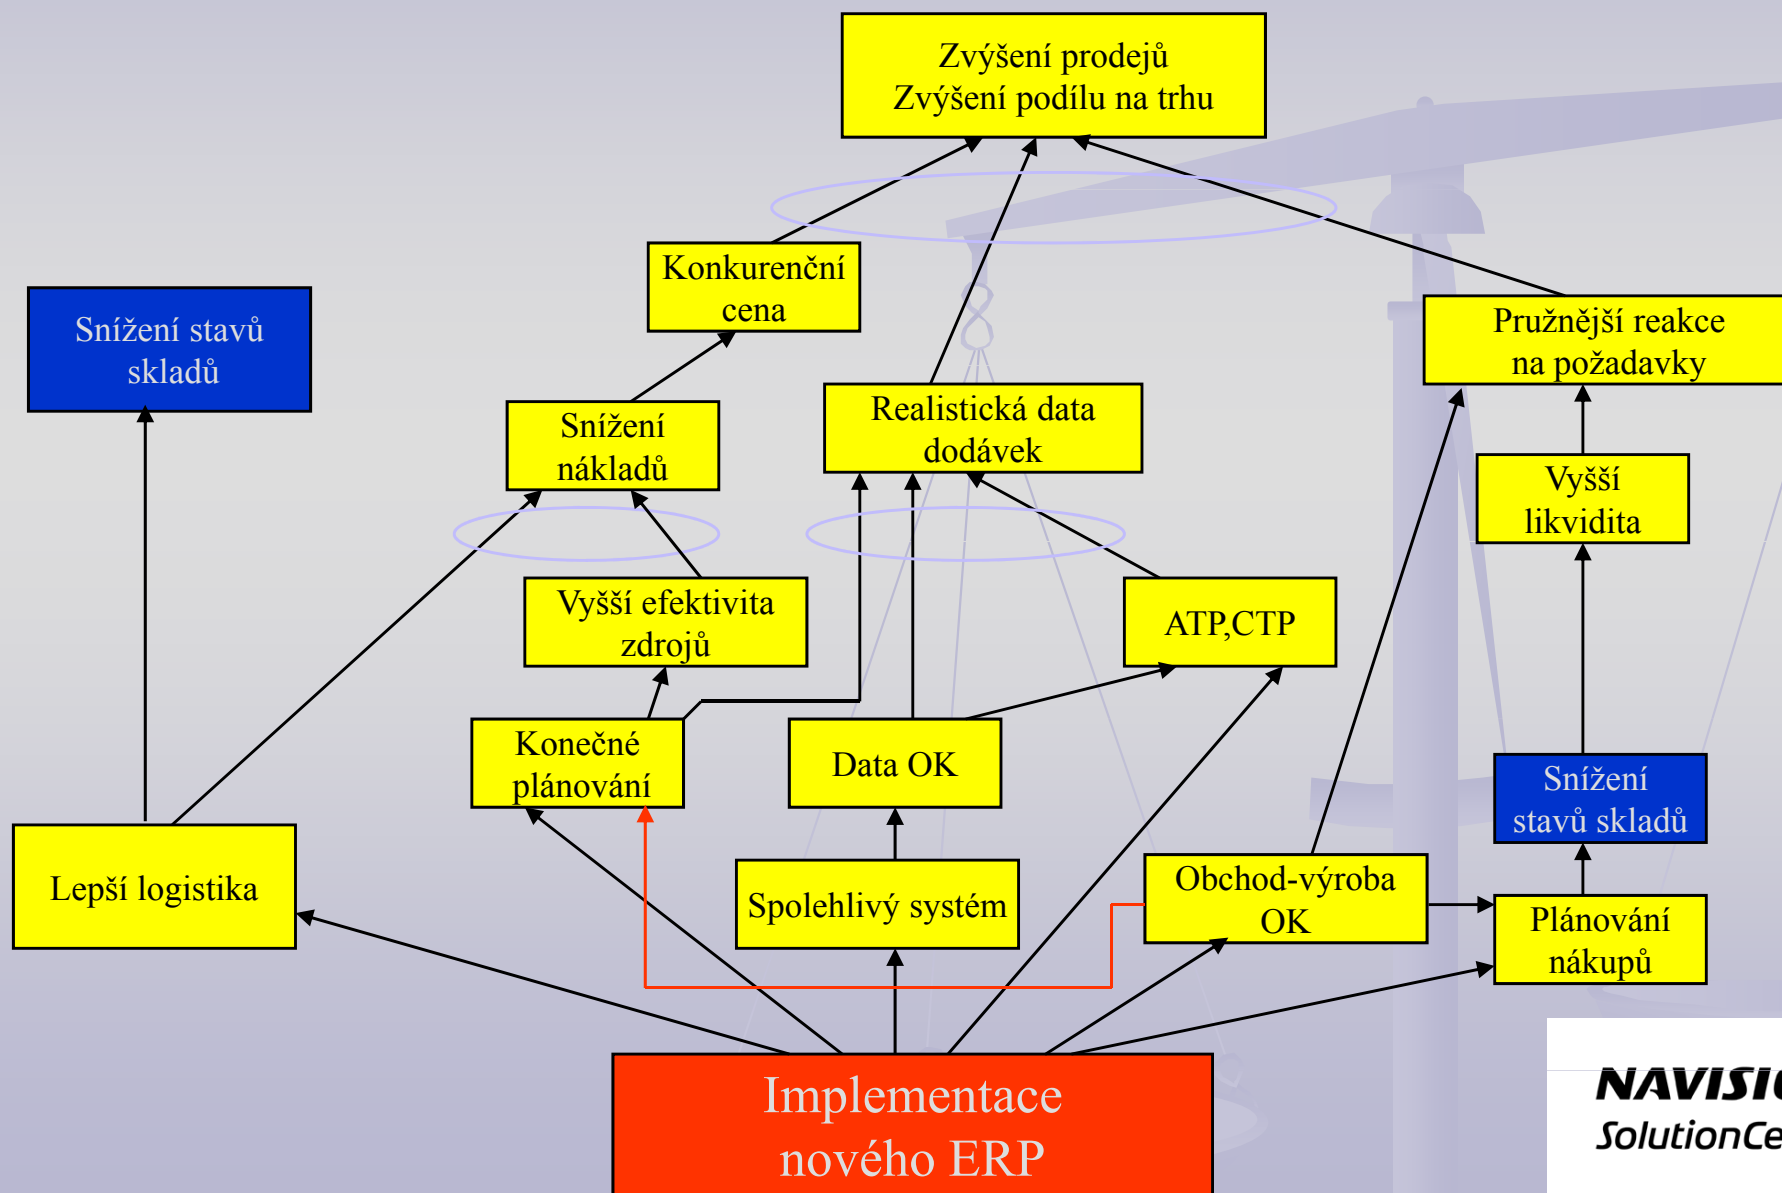 Zvýšení prodejů
Zvýšení podílu na trhu
Konkurenční
cena
Snížení stavů
skladů
Pružnější reakce
na požadavky
Realistická data
dodávek
Snížení
nákladů
Vyšší
likvidita
Vyšší efektivita
zdrojů
ATP,CTP
Konečné
plánování
Data OK
Snížení
stavů skladů
Lepší logistika
Spolehlivý systém
Obchod-výroba
OK
Plánování
nákupů
Implementace
nového ERP